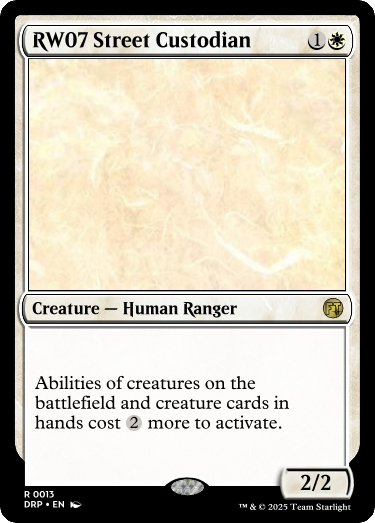 RW07 Street Custodian 1
Creature — Human Ranger
FT
Abilities of creatures on the
battlefield and creature cards in
hands cost 2 more to activate.
2/2
R 0013
DRP • EN
™ & © 2025 Team Starlight